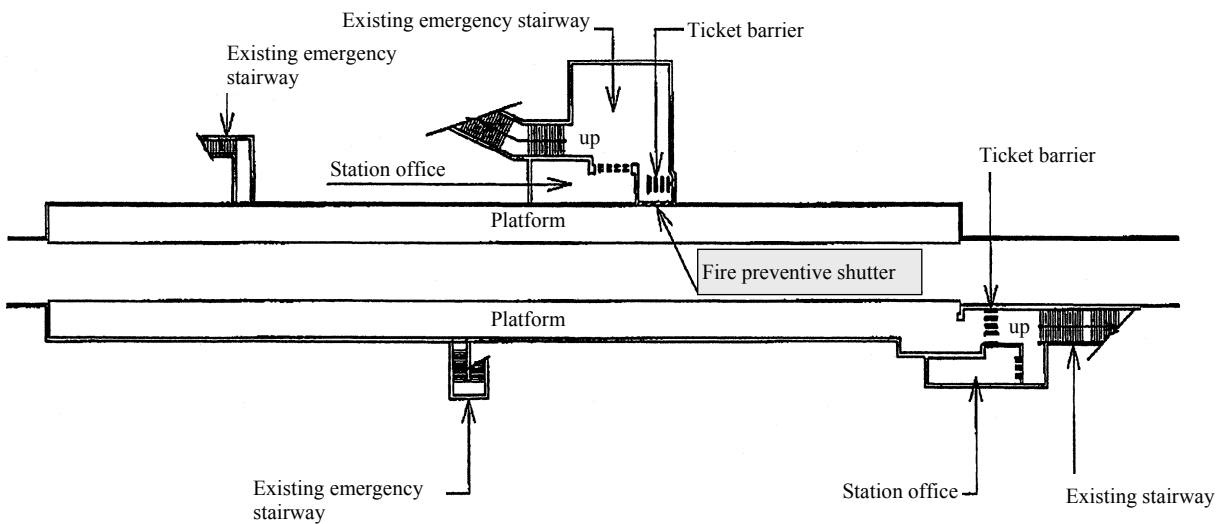 Existing emergency stairway
Ticket barrier
Existing emergency
stairway
up
Ticket barrier
Station office
Platform
Fire preventive shutter
Platform
up
Existing emergency
stairway
Station office
Existing stairway